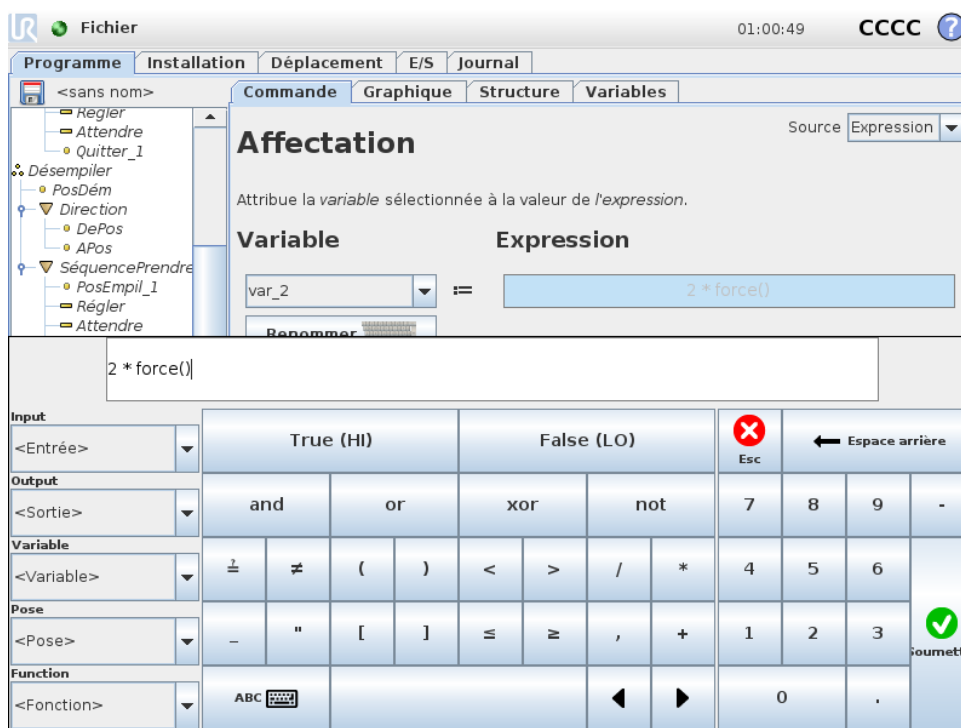 UR Fichier 01:00:49 CCCC ?
Programme Installation Déplacement E/S Journal
<sans nom> Commande Graphique Structure Variables
Régler
Attendre
Quitter_1
Désempiler
PosDém
Direction
DePos
APos
SéquencePrendre
PosEmpil_1
Régler
Attendre
Affectation
Source Expression
Attribue la variable sélectionnée à la valeur de l'expression.
Variable Expression
var_2 := 2 * force()
Renommer
2 * force()
Input
<Entrée>
Output
<Sortie>
Variable
<Variable>
Pose
<Pose>
Function
<Fonction>
True (HI) False (LO) Esc Espace arrière
and or xor not 7 8 9 -
≟ ≠ ( ) < > / * 4 5 6
_ " [ ] ≤ ≥ , + 1 2 3
Soumett
ABC 0 .